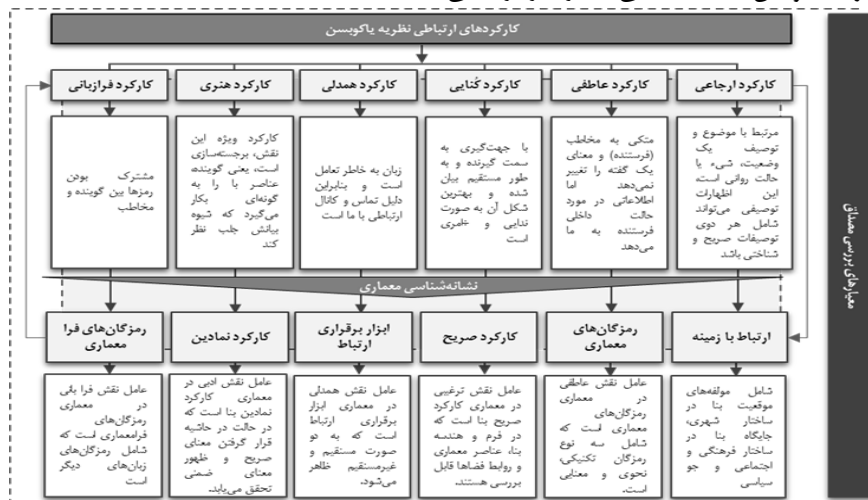 کارکردهای ارتباطی نظریه یاکوبسن
کارکرد ارجاعی
کارکرد عاطفی
کارکرد کُنایی
کارکرد همدلی
کارکرد هنری
کارکرد فرازبانی
مرتبط با موضوع و
توصیف یک
وضعیت، شیء یا
حالت روانی است.
این اظهارات
توصیفی می‌تواند
شامل هر دوی
توصیفات صریح و
شناختی باشد
متکی به مخاطب
(فرستنده) و معنای
یک گفته را تغییر
نمی‌دهد اما
اطلاعاتی در مورد
حالت داخلی
فرستنده به ما
می‌دهد
با جهت‌گیری به
سمت گیرنده و به
طور مستقیم بیان
شده و بهترین
شکل آن به صورت
ندایی و امری
است
زبان به خاطر تعامل
است و بنابراین
دلیل تماس و کانال
ارتباطی با ما است
کارکرد ویژه این
نقش، برجسته‌سازی
است، یعنی گوینده،
عناصر با را به
گونه‌ای بکار
می‌گیرد که شیوه
بیانش جلب نظر
کند
مشترک بودن
رمزها بین گوینده و
مخاطب
نشانه‌شناسی معماری
ارتباط با زمینه
رمزگان‌های
معماری
کارکرد صریح
ابزار برقراری
ارتباط
کارکرد نمادین
رمزگان‌های فرا
معماری
شامل مولفه‌های
موقعیت بنا در
ساختار شهری،
جایگاه بنا در
ساختار فرهنگی و
اجتماعی و جو
سیاسی
عامل نقش عاطفی
در معماری
رمزگان‌های
معماری است که
شامل سه نوع
رمزگان تکنیکی،
نحوی و معنایی
است.
عامل نقش ترغیبی
در معماری کارکرد
صریح بنا است که
در فرم و هندسه
بنا، عناصر معماری
و روابط فضاها قابل
بررسی هستند.
عامل نقش همدلی
در معماری ابزار
برقراری ارتباط
است که به دو
صورت مستقیم و
غیرمستقیم ظاهر
می‌شود.
عامل نقش ادبی در
معماری کارکرد
نمادین بنا است که
در حالت در حاشیه
قرار گرفتن معنای
صریح و ظهور
معنای ضمنی
تحقق می‌یابد.
عامل نقش فرا بانی
در معماری
رمزگان‌های
فرامعماری است که
شامل رمزگان‌های
زبان‌های دیگر
است
معیارهای بررسی مصداق